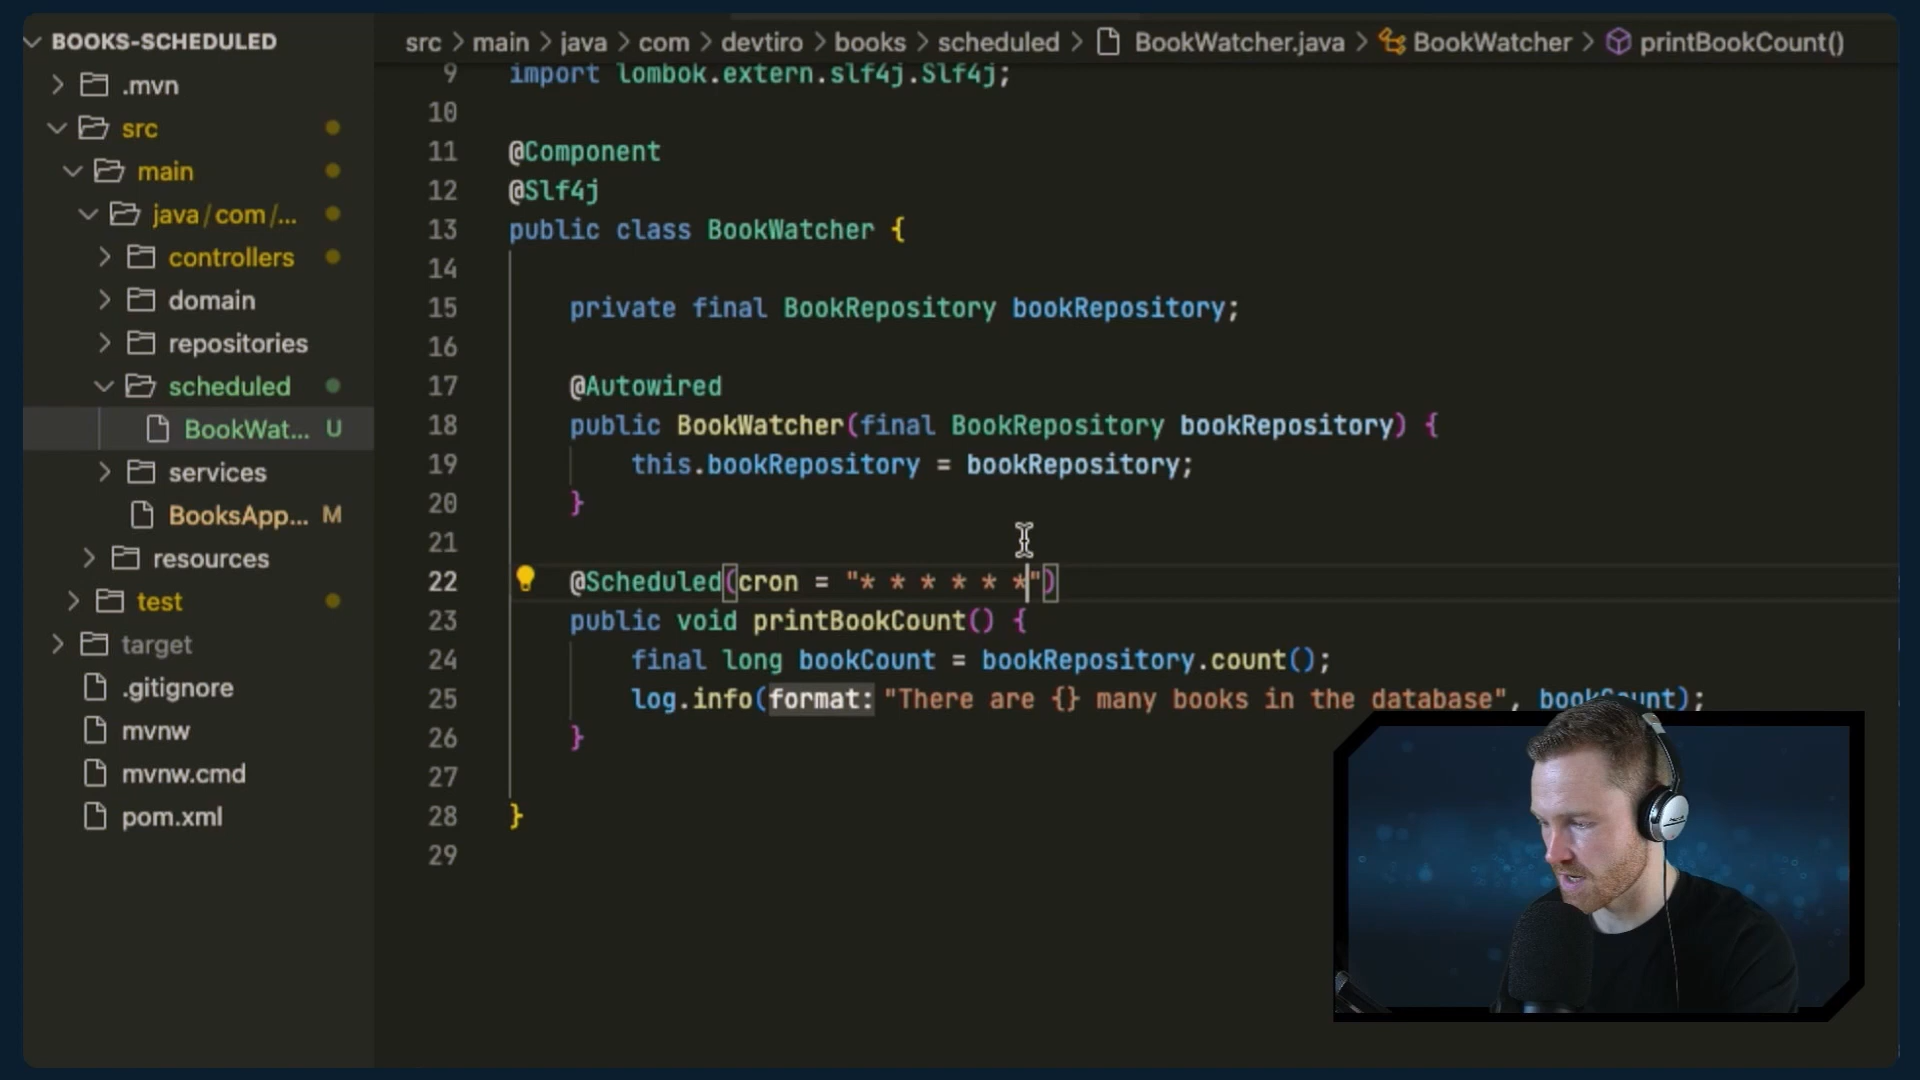 BOOKS-SCHEDULED
.mvn
src
main
java/com/...
controllers
domain
repositories
scheduled
BookWat... U
services
BooksApp... M
resources
test
target
.gitignore
mvnw
mvnw.cmd
pom.xml
src > main > java > com > devtiro > books > scheduled > BookWatcher.java > BookWatcher > printBookCount()
9 import lombok.extern.slf4j.Slf4j;
10
11 @Component
12 @Slf4j
13 public class BookWatcher {
14
15 private final BookRepository bookRepository;
16
17 @Autowired
18 public BookWatcher(final BookRepository bookRepository) {
19 this.bookRepository = bookRepository;
20 }
21
22 @Scheduled(cron = "* * * * * *")
23 public void printBookCount() {
24 final long bookCount = bookRepository.count();
25 log.info(format: "There are {} many books in the database", bookCount);
26 }
27
28 }
29